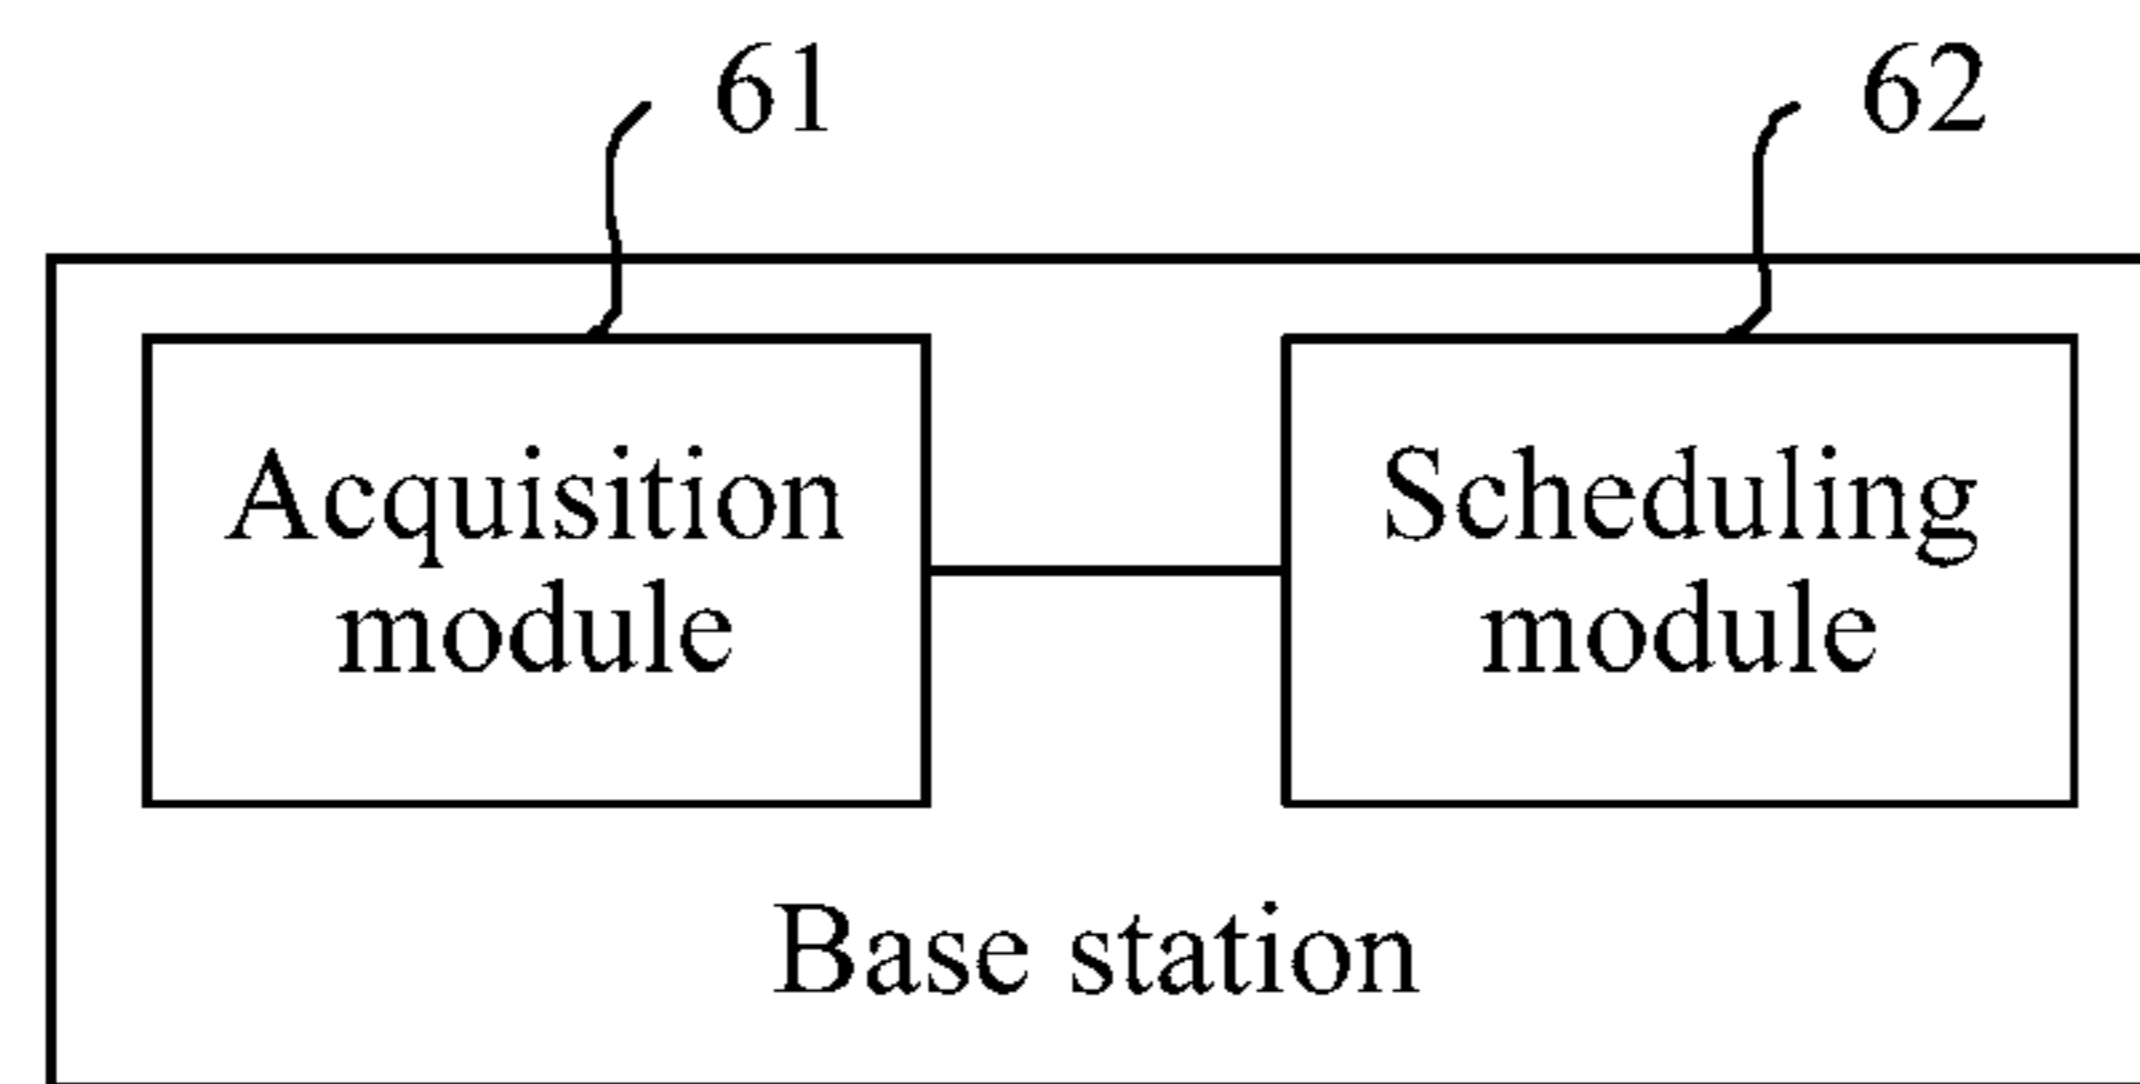 61
62
Acquisition
module
Scheduling
module
Base station